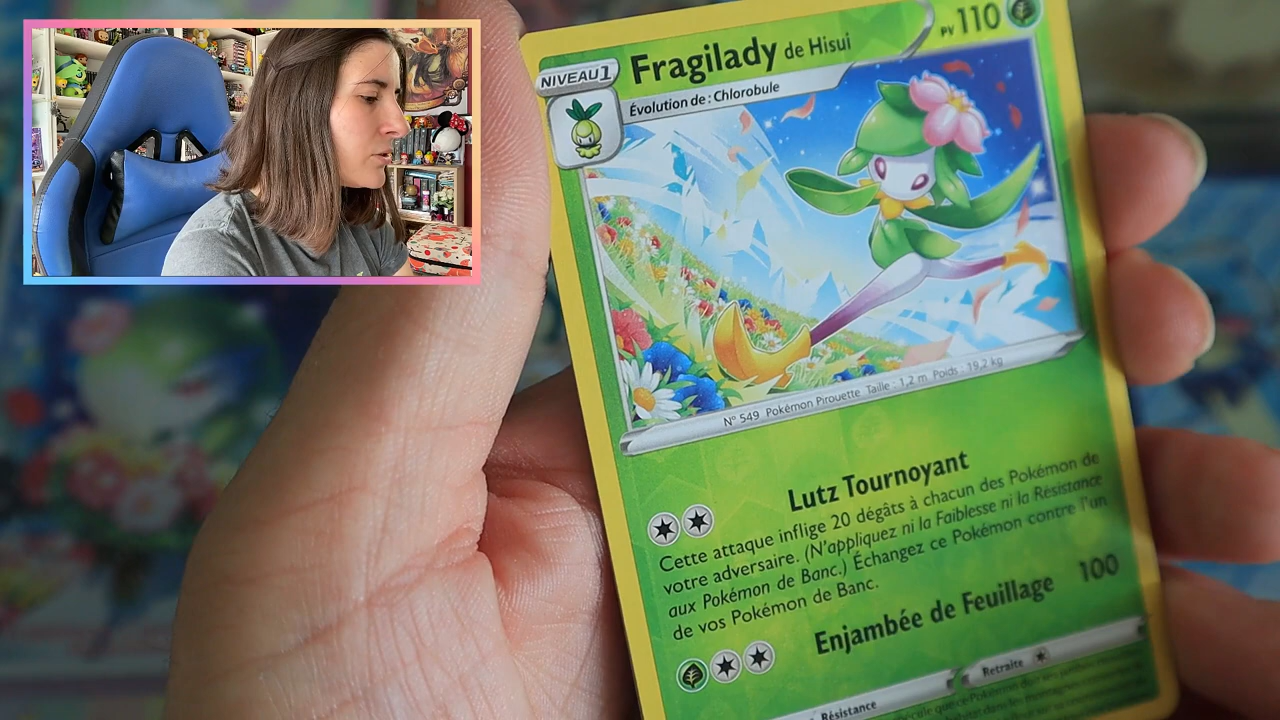 NIVEAU 1
Fragilady de Hisui
PV 110
Évolution de : Chlorobule
N° 549 Pokémon Pirouette Taille : 1,2 m Poids : 19,2 kg
Lutz Tournoyant
Cette attaque inflige 20 dégâts à chacun des Pokémon de
votre adversaire. (N'appliquez ni la Faiblesse ni la Résistance
aux Pokémon de Banc.) Échangez ce Pokémon contre l'un
de vos Pokémon de Banc.
Enjambée de Feuillage 100
Résistance
Retraite